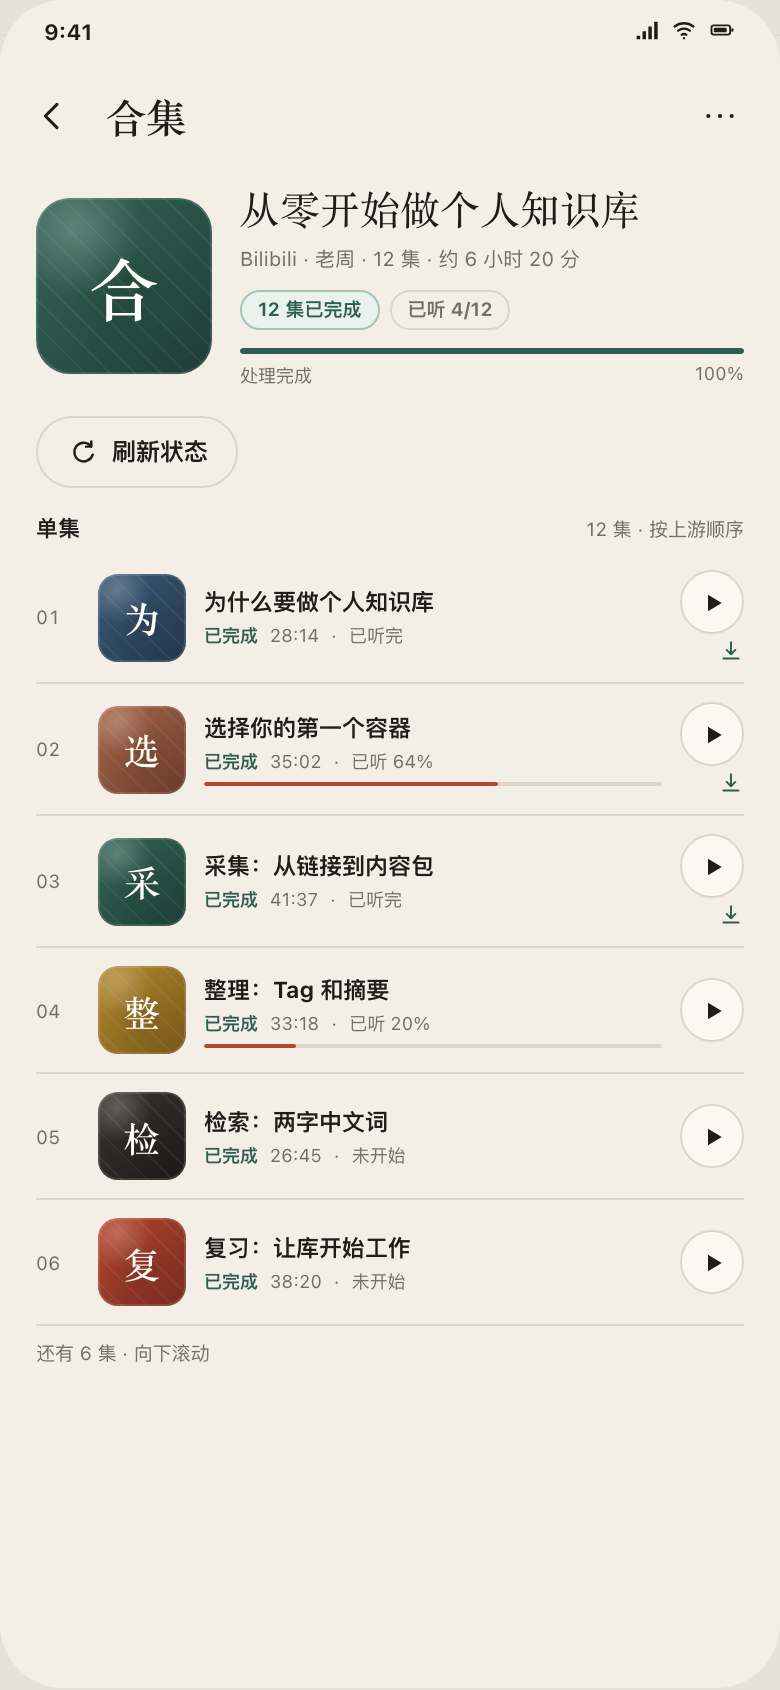 9:41
合集
合
从零开始做个人知识库
Bilibili · 老周 · 12 集 · 约 6 小时 20 分
12 集已完成
已听 4/12
处理完成
100%
刷新状态
单集
12 集 · 按上游顺序
01
为
为什么要做个人知识库
已完成 28:14 · 已听完
02
选
选择你的第一个容器
已完成 35:02 · 已听 64%
03
采
采集：从链接到内容包
已完成 41:37 · 已听完
04
整
整理：Tag 和摘要
已完成 33:18 · 已听 20%
05
检
检索：两字中文词
已完成 26:45 · 未开始
06
复
复习：让库开始工作
已完成 38:20 · 未开始
还有 6 集 · 向下滚动